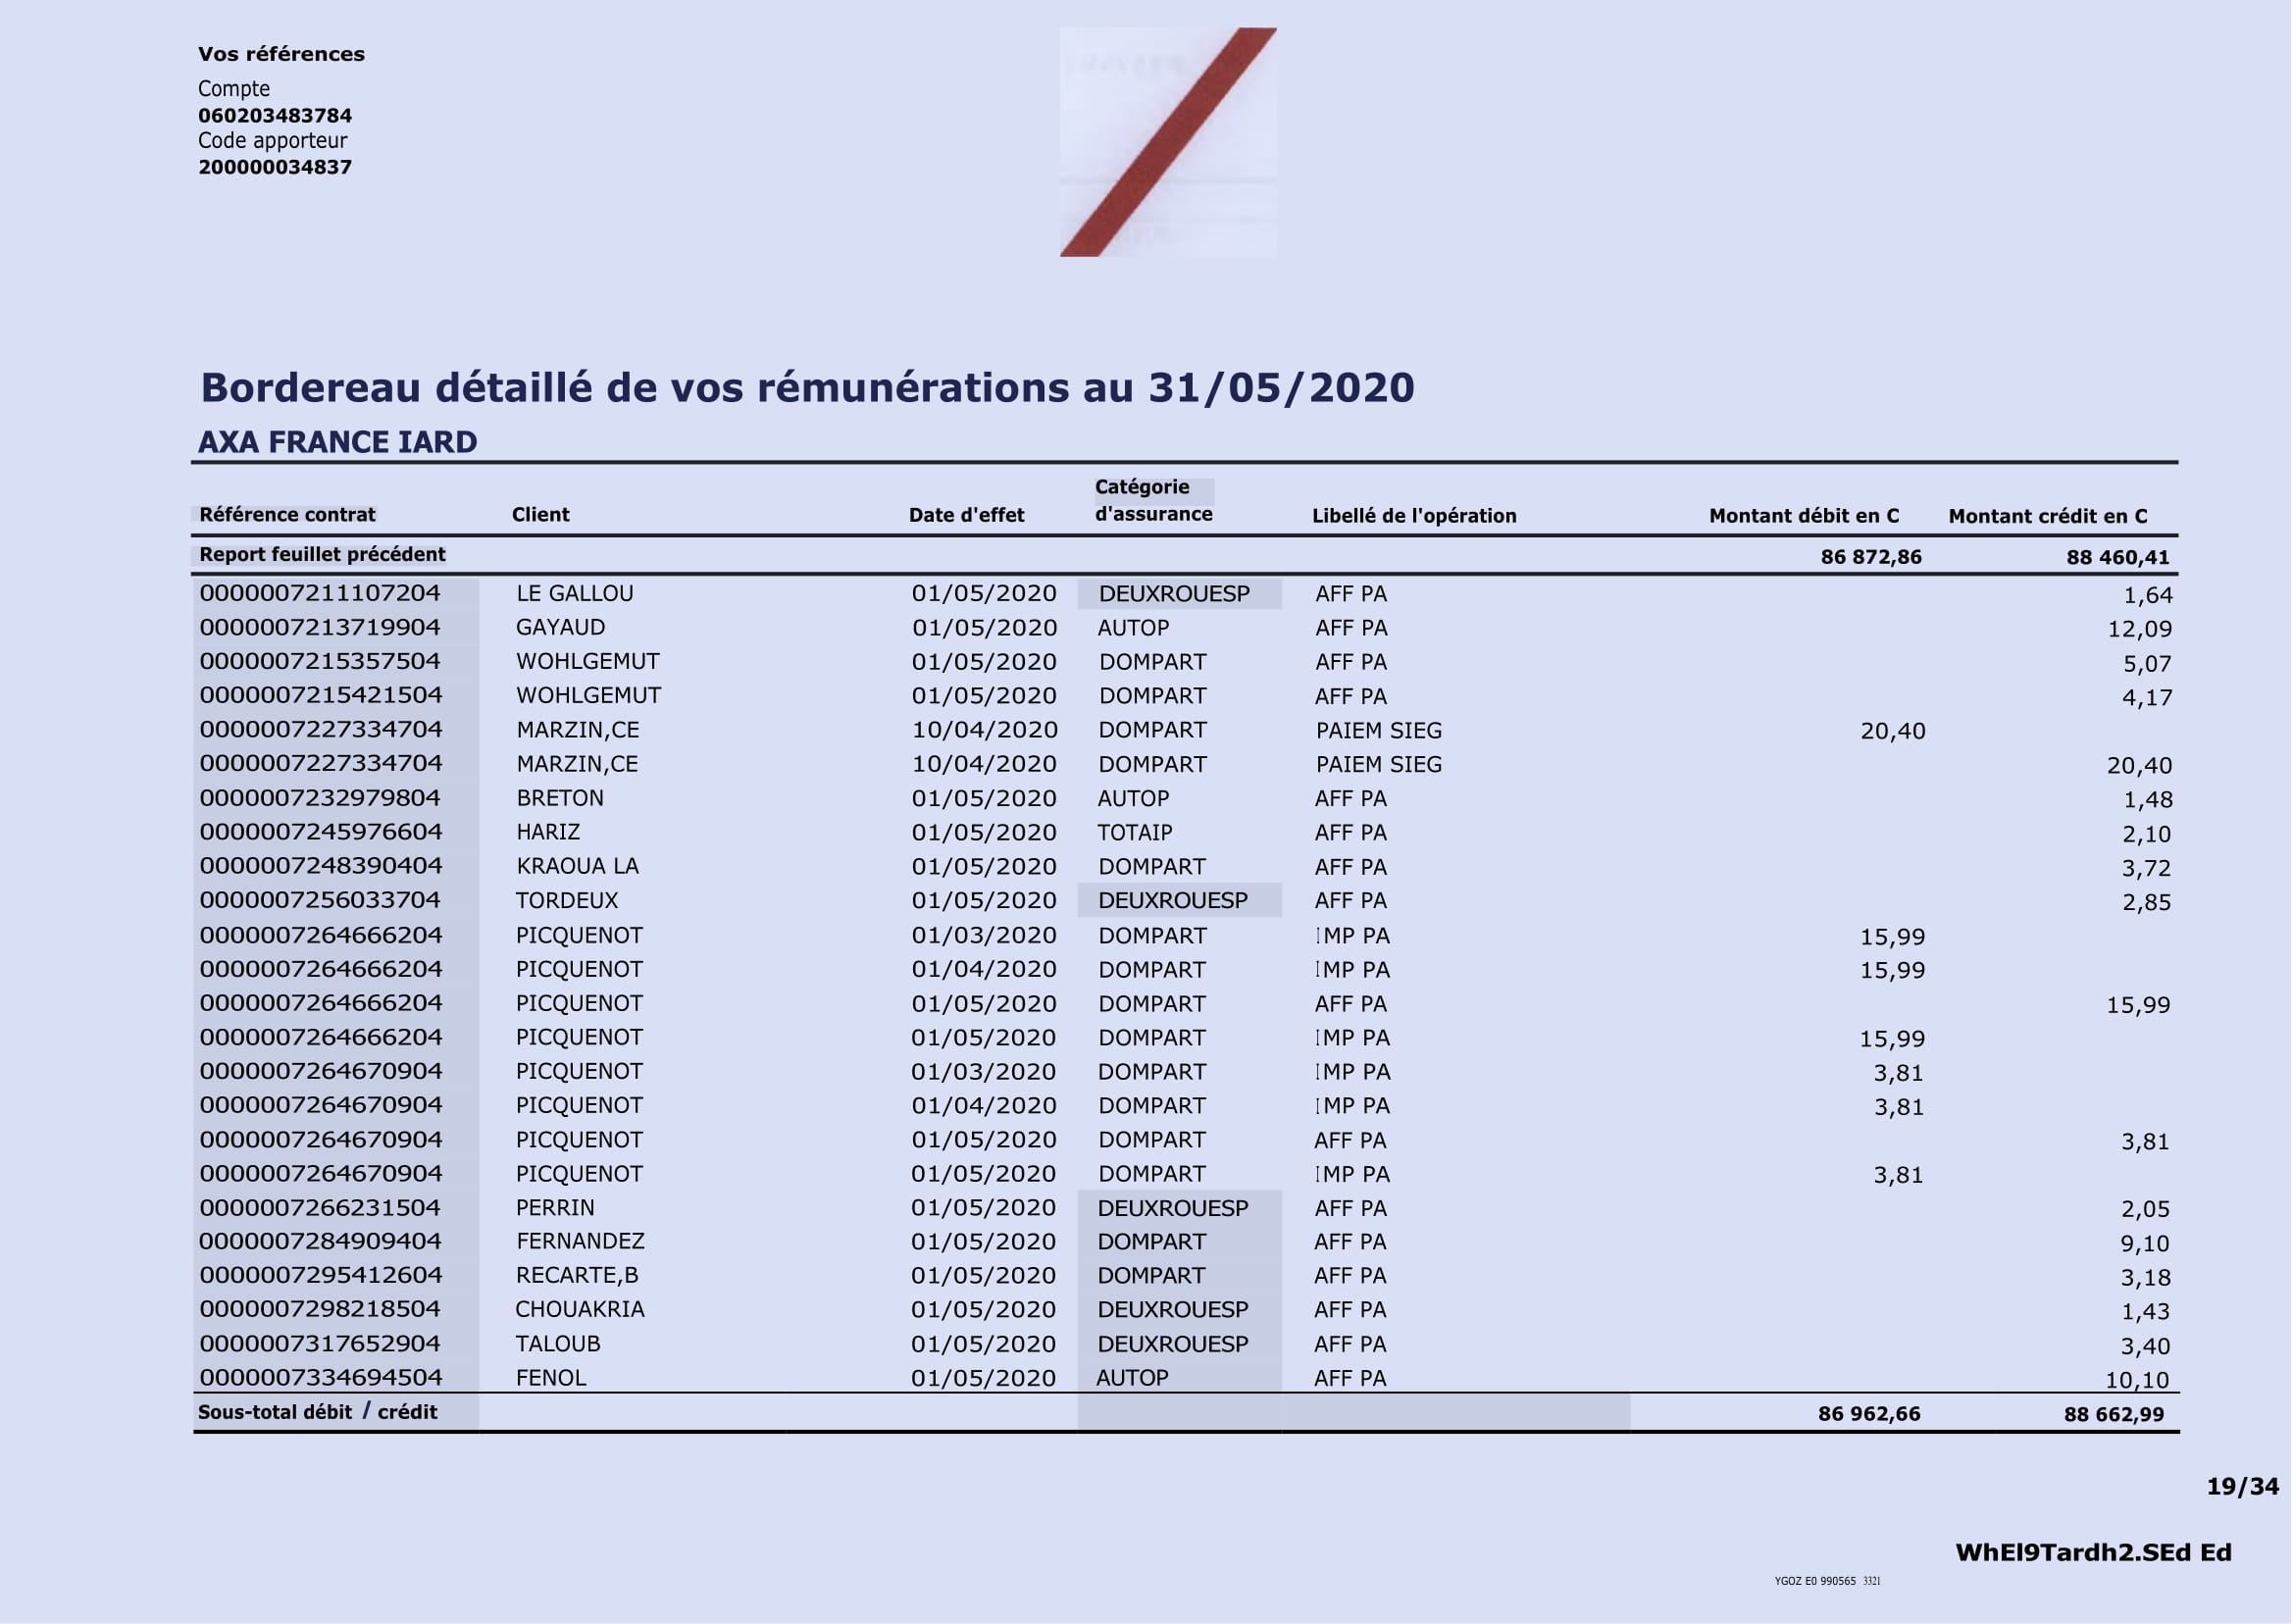 Vos références
Compte
060203483784
Code apporteur
200000034837
Bordereau détaillé de vos rémunérations au 31/05/2020
AXA FRANCE IARD
Référence contrat Client Date d'effet Catégorie d'assurance Libellé de l'opération Montant débit en C Montant crédit en C
Report feuillet précédent 86 872,86 88 460,41
0000007211107204 LE GALLOU 01/05/2020 DEUXROUESP AFF PA 1,64
0000007213719904 GAYAUD 01/05/2020 AUTOP AFF PA 12,09
0000007215357504 WOHLGEMUT 01/05/2020 DOMPART AFF PA 5,07
0000007215421504 WOHLGEMUT 01/05/2020 DOMPART AFF PA 4,17
0000007227334704 MARZIN,CE 10/04/2020 DOMPART PAIEM SIEG 20,40
0000007227334704 MARZIN,CE 10/04/2020 DOMPART PAIEM SIEG 20,40
0000007232979804 BRETON 01/05/2020 AUTOP AFF PA 1,48
0000007245976604 HARIZ 01/05/2020 TOTAIP AFF PA 2,10
0000007248390404 KRAOUA LA 01/05/2020 DOMPART AFF PA 3,72
0000007256033704 TORDEUX 01/05/2020 DEUXROUESP AFF PA 2,85
0000007264666204 PICQUENOT 01/03/2020 DOMPART IMP PA 15,99
0000007264666204 PICQUENOT 01/04/2020 DOMPART IMP PA 15,99
0000007264666204 PICQUENOT 01/05/2020 DOMPART AFF PA 15,99
0000007264666204 PICQUENOT 01/05/2020 DOMPART IMP PA 15,99
0000007264670904 PICQUENOT 01/03/2020 DOMPART IMP PA 3,81
0000007264670904 PICQUENOT 01/04/2020 DOMPART IMP PA 3,81
0000007264670904 PICQUENOT 01/05/2020 DOMPART AFF PA 3,81
0000007264670904 PICQUENOT 01/05/2020 DOMPART IMP PA 3,81
0000007266231504 PERRIN 01/05/2020 DEUXROUESP AFF PA 2,05
0000007284909404 FERNANDEZ 01/05/2020 DOMPART AFF PA 9,10
0000007295412604 RECARTE,B 01/05/2020 DOMPART AFF PA 3,18
0000007298218504 CHOUAKRIA 01/05/2020 DEUXROUESP AFF PA 1,43
0000007317652904 TALOUB 01/05/2020 DEUXROUESP AFF PA 3,40
0000007334694504 FENOL 01/05/2020 AUTOP AFF PA 10,10
Sous-total débit / crédit 86 962,66 88 662,99
19/34
WhEl9Tardh2.SEd Ed
YGOZ E0 990565 3321